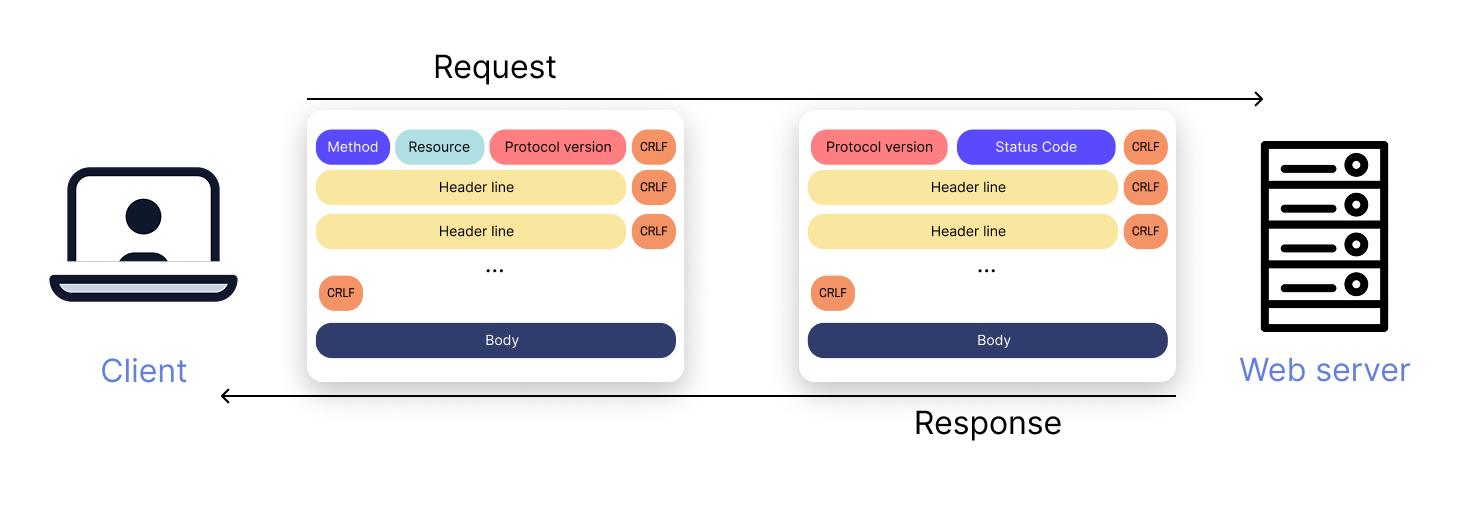 Request
Method Resource Protocol version CRLF
Header line CRLF
Header line CRLF
...
CRLF
Body
Protocol version Status Code CRLF
Header line CRLF
Header line CRLF
...
CRLF
Body
Client
Web server
Response